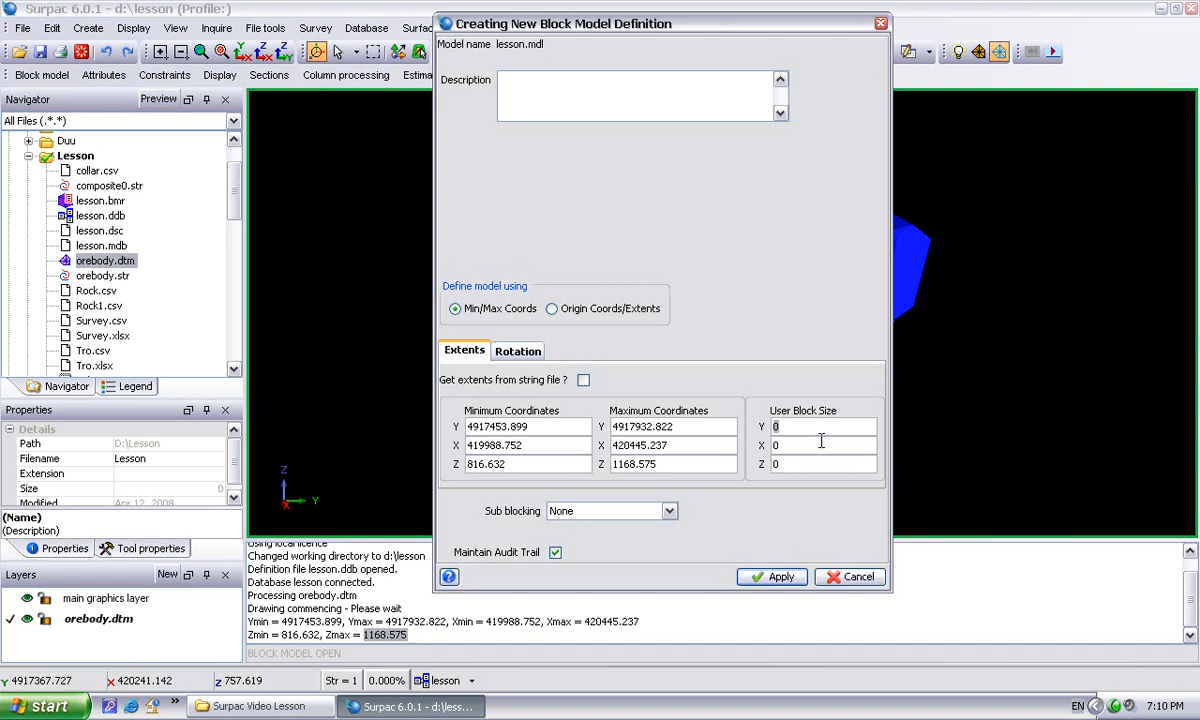 Surpac 6.0.1 - d:\lesson (Profile:)
File Edit Create Display View Inquire File tools Survey Database Surfa
Block model Attributes Constraints Display Sections Column processing Estima
Navigator Preview
All Files (*.*)
Duu
Lesson
collar.csv
composite0.str
lesson.bmr
lesson.ddb
lesson.dsc
lesson.mdb
orebody.dtm
orebody.str
Rock.csv
Rock1.csv
Survey.csv
Survey.xlsx
Tro.csv
Tro.xlsx
Navigator Legend
Properties
Details
Path D:\Lesson
Filename Lesson
Extension
Size 0
Modified Apr 12, 2008
(Name)
(Description)
Properties Tool properties
Layers New
main graphics layer
orebody.dtm
Creating New Block Model Definition
Model name lesson.mdl
Description
Define model using
Min/Max Coords Origin Coords/Extents
Extents Rotation
Get extents from string file ?
Minimum Coordinates Maximum Coordinates User Block Size
Y 4917453.899 Y 4917932.822 Y 0
X 419988.752 X 420445.237 X 0
Z 816.632 Z 1168.575 Z 0
Sub blocking None
Maintain Audit Trail
Apply Cancel
Z
Y
X
Using localicence
Changed working directory to d:\lesson
Definition file lesson.ddb opened.
Database lesson connected.
Processing orebody.dtm
Drawing commencing - Please wait
Ymin = 4917453.899, Ymax = 4917932.822, Xmin = 419988.752, Xmax = 420445.237
Zmin = 816.632, Zmax = 1168.575
BLOCK MODEL OPEN
Y 4917367.727 X 420241.142 Z 757.619 Str = 1 0.000% lesson
start Surpac Video Lesson Surpac 6.0.1 - d:\less... EN 7:10 PM